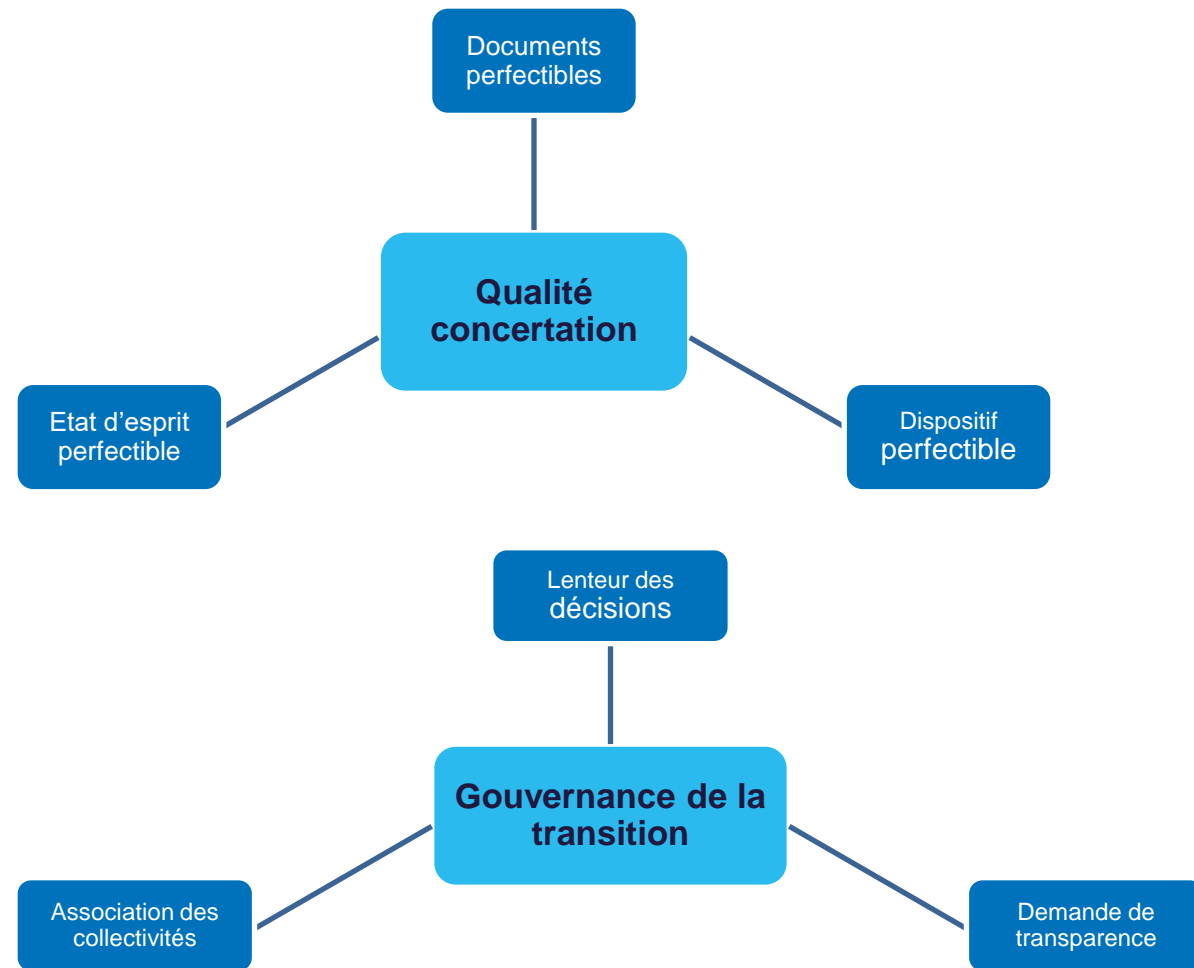 Documents
perfectibles
Qualité
concertation
Etat d’esprit
perfectible
Dispositif
perfectible
Lenteur des
décisions
Gouvernance de la
transition
Association des
collectivités
Demande de
transparence